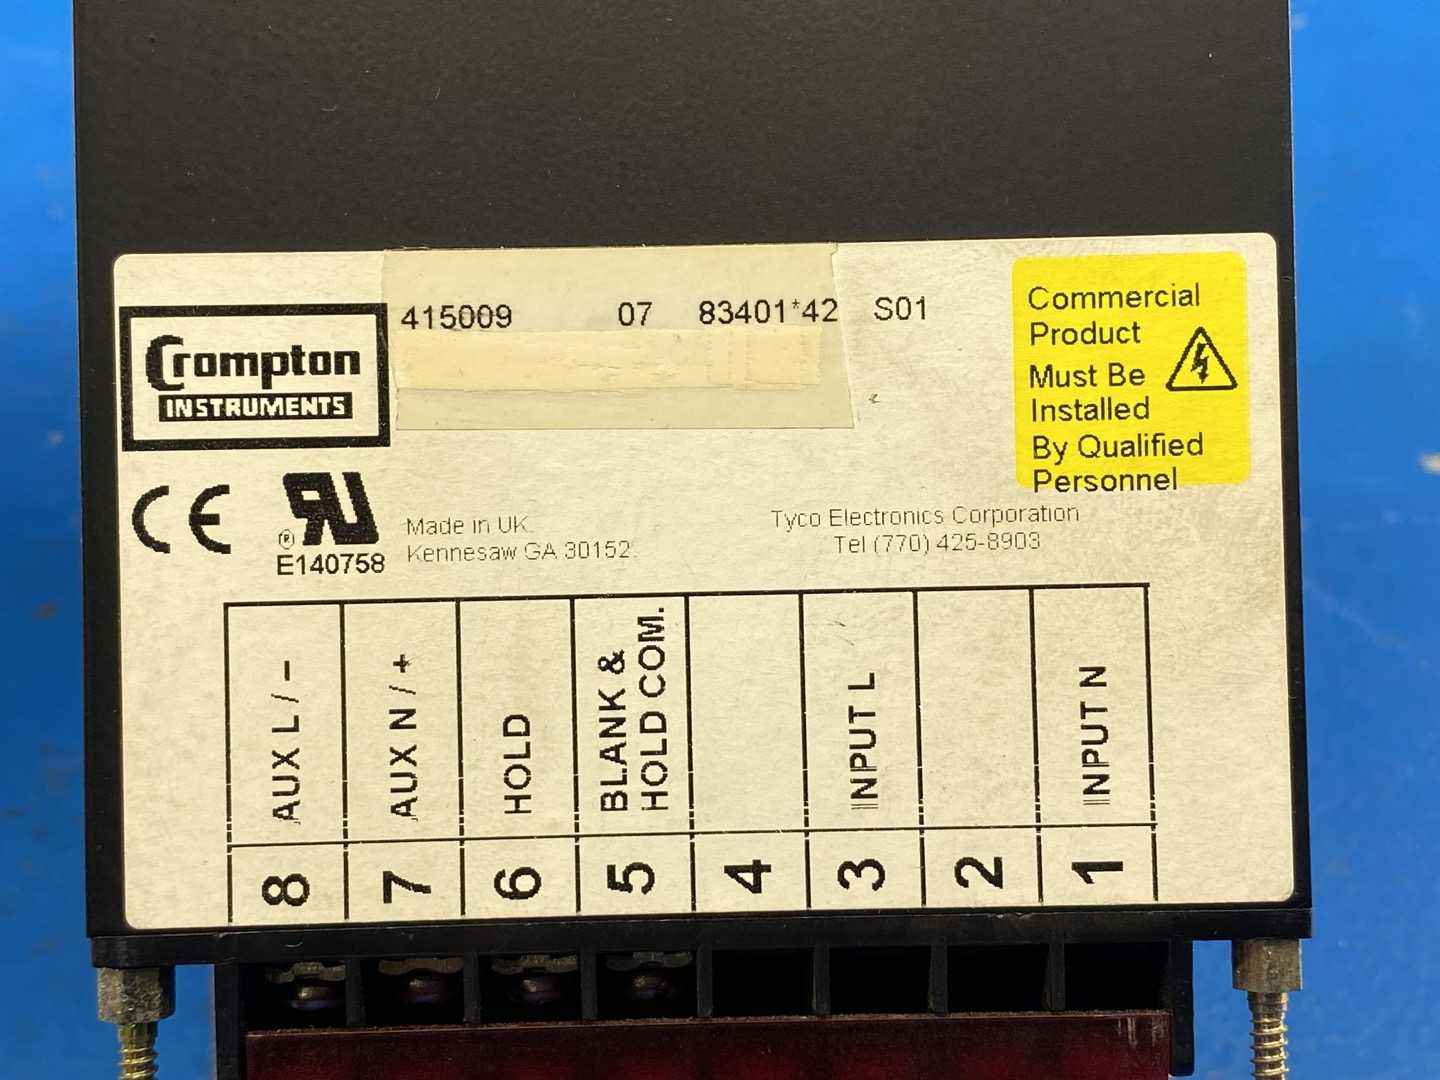 415009 07 83401*42 S01
Crompton
INSTRUMENTS
Commercial
Product
Must Be
Installed
By Qualified
Personnel
CE
®
E140758
Made in UK.
Kennesaw GA 30152.
Tyco Electronics Corporation
Tel (770) 425-8903
AUX L / -
AUX N / +
HOLD
BLANK &
HOLD COM.
INPUT L
INPUT N
8 7 6 5 4 3 2 1